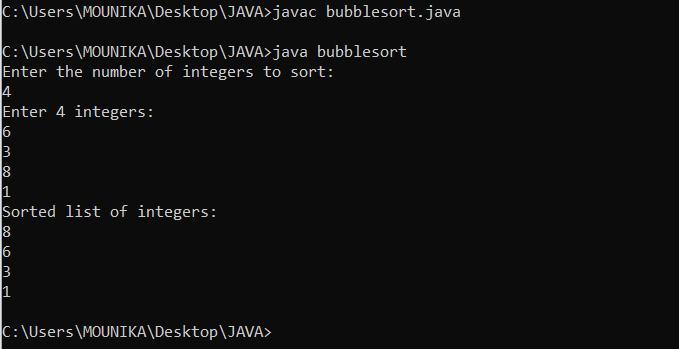 C:\Users\MOUNIKA\Desktop\JAVA>javac bubblesort.java
C:\Users\MOUNIKA\Desktop\JAVA>java bubblesort
Enter the number of integers to sort:
4
Enter 4 integers:
6
3
8
1
Sorted list of integers:
8
6
3
1
C:\Users\MOUNIKA\Desktop\JAVA>